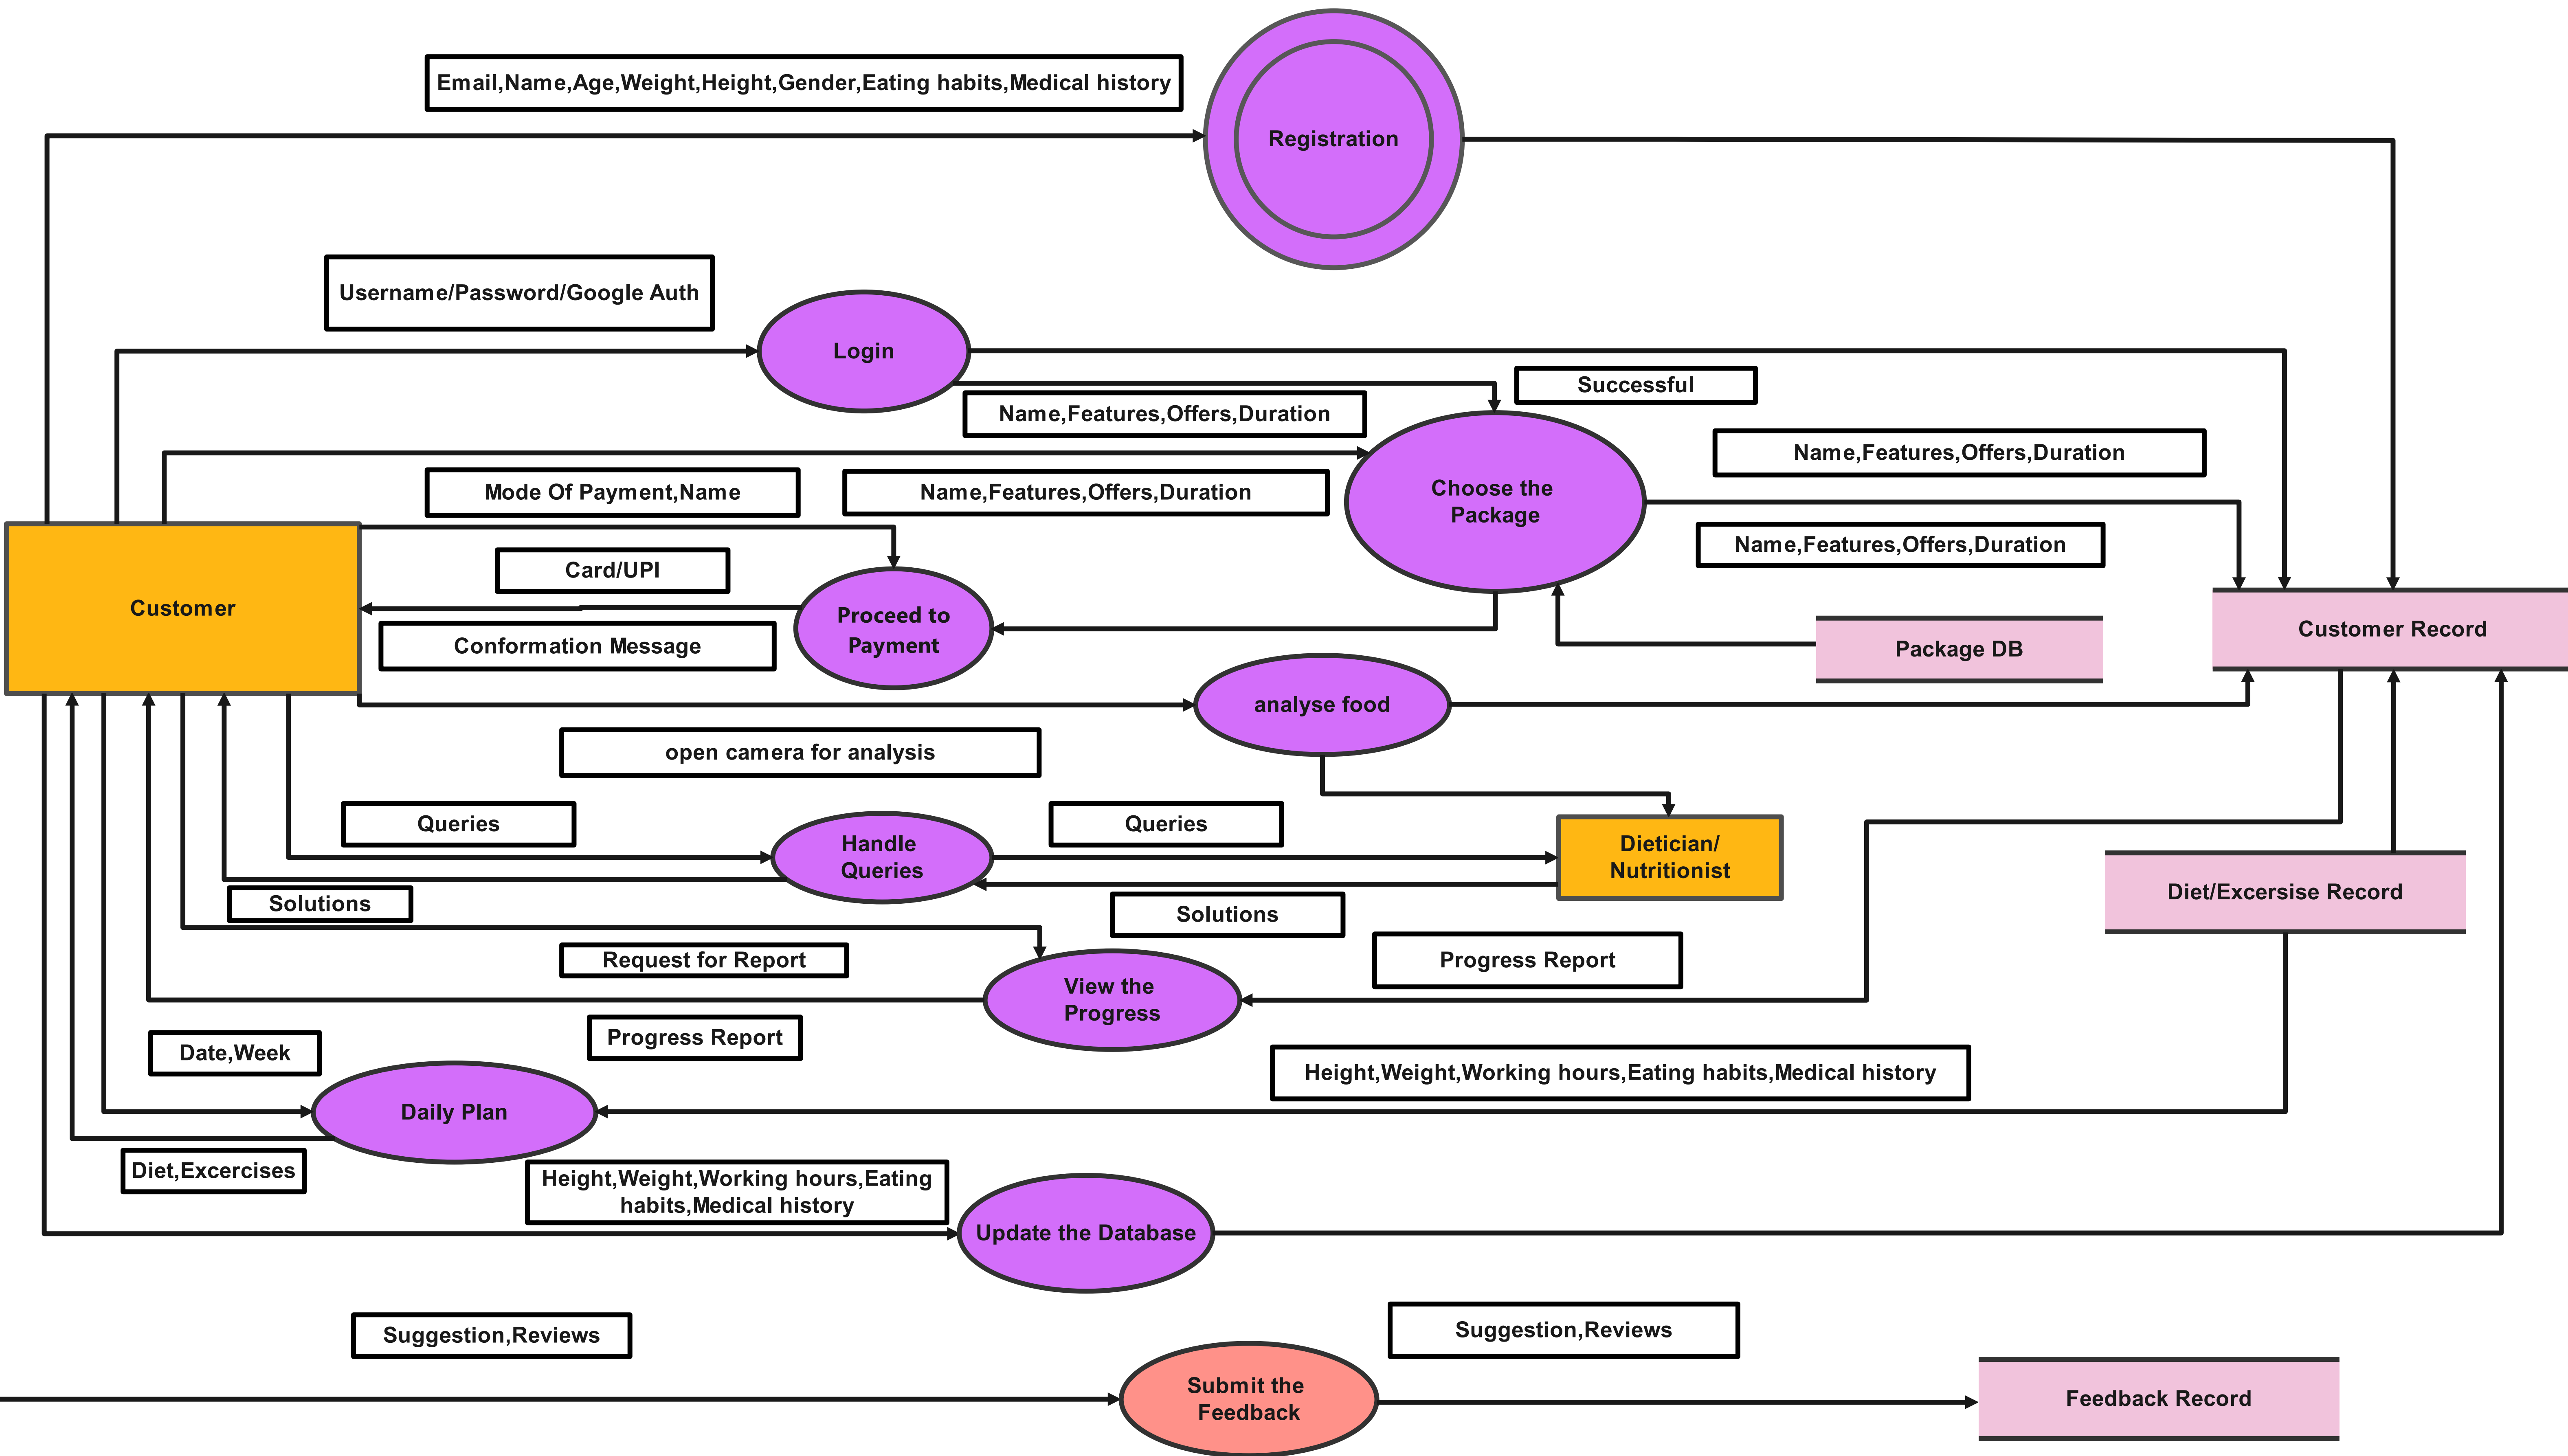 Email,Name,Age,Weight,Height,Gender,Eating habits,Medical history
Registration
Username/Password/Google Auth
Login
Successful
Name,Features,Offers,Duration
Name,Features,Offers,Duration
Mode Of Payment,Name
Name,Features,Offers,Duration
Choose the
Package
Name,Features,Offers,Duration
Card/UPI
Customer
Proceed to
Payment
Conformation Message
Package DB
Customer Record
analyse food
open camera for analysis
Queries
Handle
Queries
Queries
Dietician/
Nutritionist
Diet/Excersise Record
Solutions
Solutions
Request for Report
View the
Progress
Progress Report
Progress Report
Date,Week
Height,Weight,Working hours,Eating habits,Medical history
Daily Plan
Diet,Excercises
Height,Weight,Working hours,Eating
habits,Medical history
Update the Database
Suggestion,Reviews
Suggestion,Reviews
Submit the
Feedback
Feedback Record